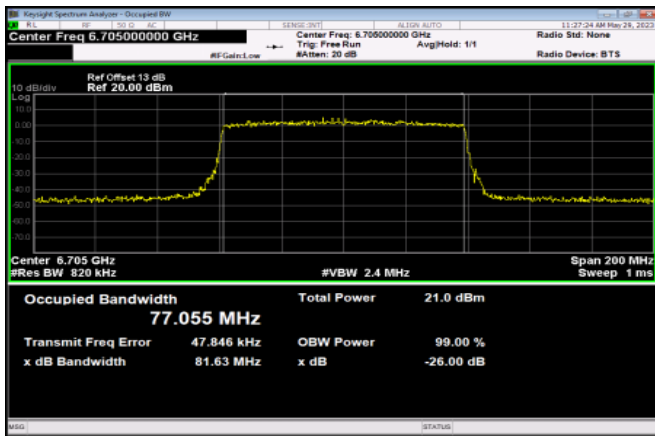 Keysight Spectrum Analyzer - Occupied BW
RL RF 50 Ω AC SENSE:INT ALIGN AUTO 11:27:24 AM May 28, 2023
Center Freq 6.705000000 GHz
Center Freq: 6.705000000 GHz
Radio Std: None
Trig: Free Run Avg|Hold: 1/1
#IFGain:Low #Atten: 20 dB Radio Device: BTS
Ref Offset 13 dB
10 dB/div Ref 20.00 dBm
Log
10.0
0.00
-10.0
-20.0
-30.0
-40.0
-50.0
-60.0
-70.0
Center 6.705 GHz Span 200 MHz
#Res BW 820 kHz #VBW 2.4 MHz Sweep 1 ms
Occupied Bandwidth Total Power 21.0 dBm
77.055 MHz
Transmit Freq Error 47.846 kHz OBW Power 99.00 %
x dB Bandwidth 81.63 MHz x dB -26.00 dB
MSG STATUS